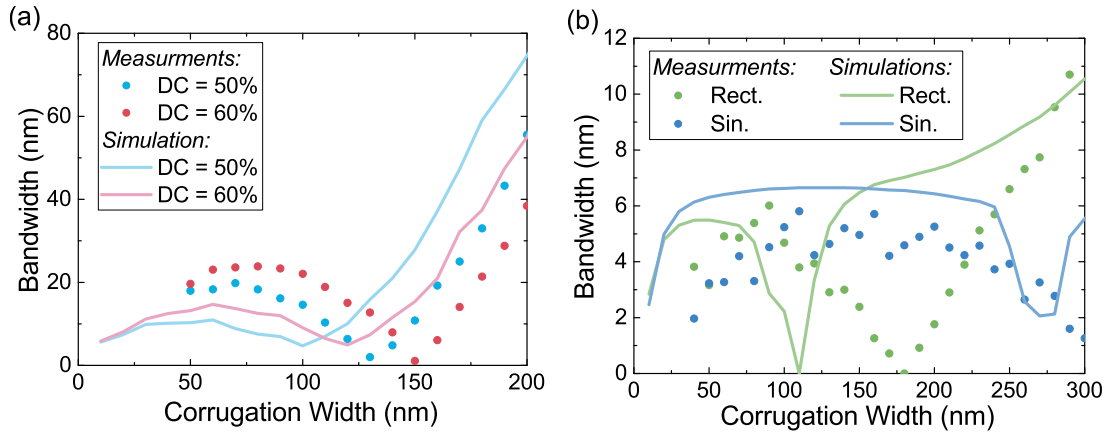 (a)
80
60
40
20
0
Bandwidth (nm)
Measurments:
DC = 50%
DC = 60%
Simulation:
DC = 50%
DC = 60%
50 100 150 200
Corrugation Width (nm)
(b)
12
10
8
6
4
2
0
Bandwidth (nm)
Measurments: Simulations:
Rect. Rect.
Sin. Sin.
0 50 100 150 200 250 300
Corrugation Width (nm)